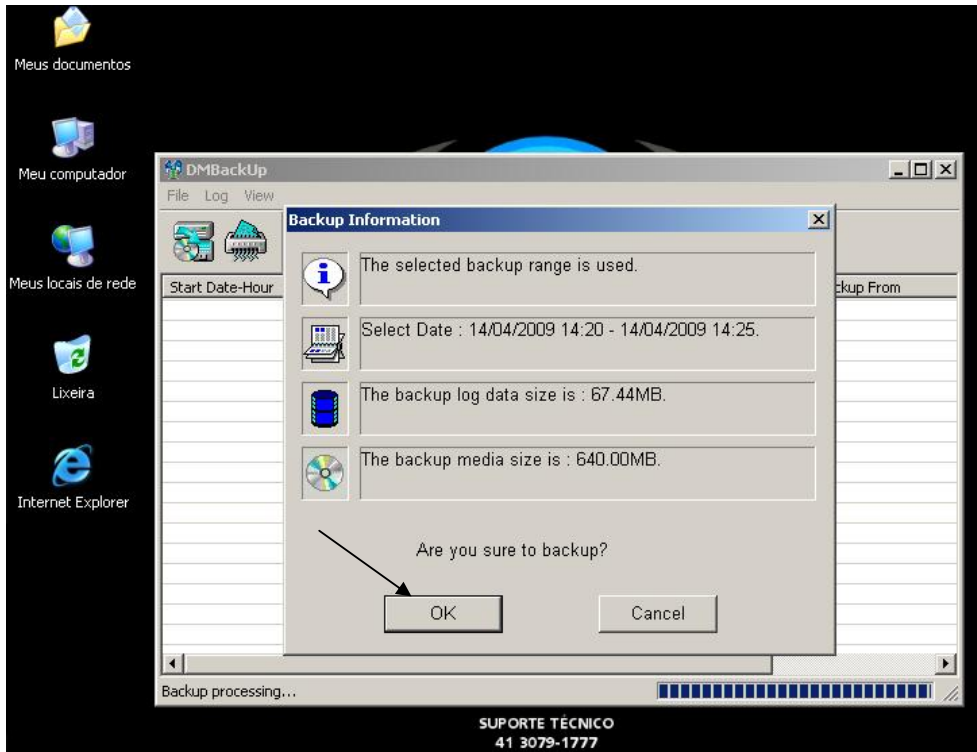 Meus documentos
Meu computador
Meus locais de rede
Lixeira
Internet Explorer
DMBackUp
File Log View
Start Date-Hour
ckup From
Backup Information
The selected backup range is used.
Select Date : 14/04/2009 14:20 - 14/04/2009 14:25.
The backup log data size is : 67.44MB.
The backup media size is : 640.00MB.
Are you sure to backup?
OK Cancel
Backup processing...
SUPORTE TÉCNICO
41 3079-1777